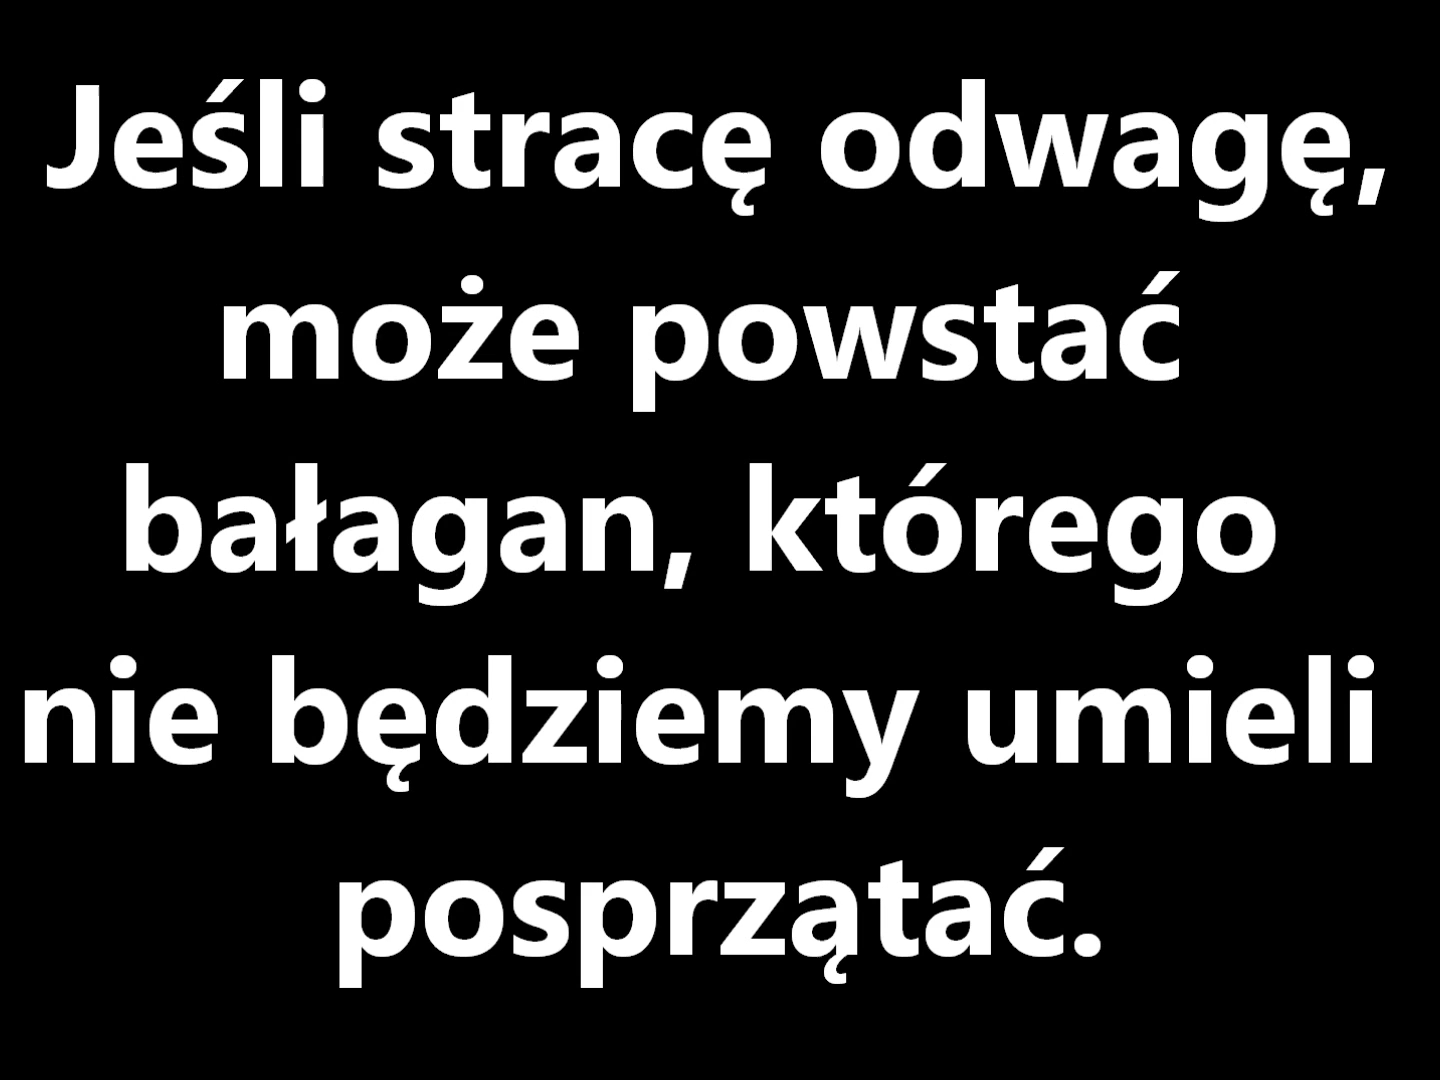 Jeśli stracę odwagę,
może powstać
bałagan, którego
nie będziemy umieli
posprzątać.